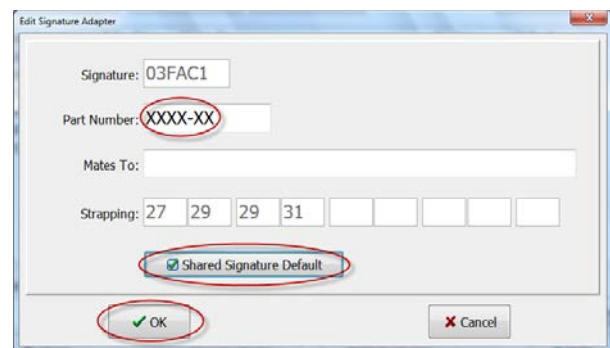 Edit Signature Adapter
Signature: 03FAC1
Part Number: XXXX-XX
Mates To:
Strapping: 27 29 29 31
Shared Signature Default
OK Cancel